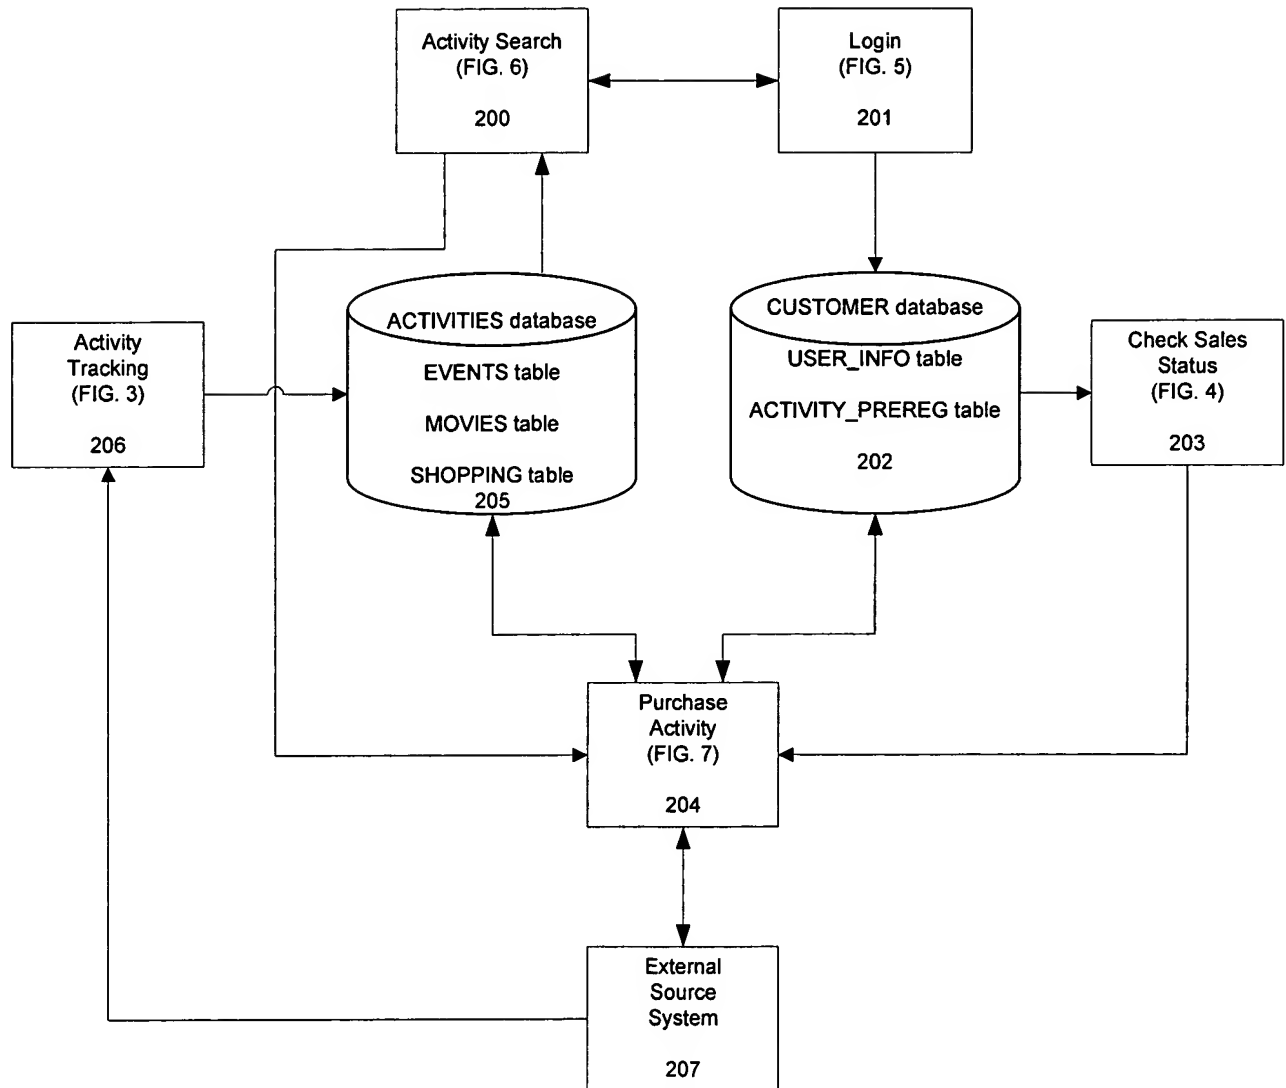 Activity Search
(FIG. 6)
200
Login
(FIG. 5)
201
Activity
Tracking
(FIG. 3)
206
ACTIVITIES database
EVENTS table
MOVIES table
SHOPPING table
205
CUSTOMER database
USER_INFO table
ACTIVITY_PREREG table
202
Check Sales
Status
(FIG. 4)
203
Purchase
Activity
(FIG. 7)
204
External
Source
System
207